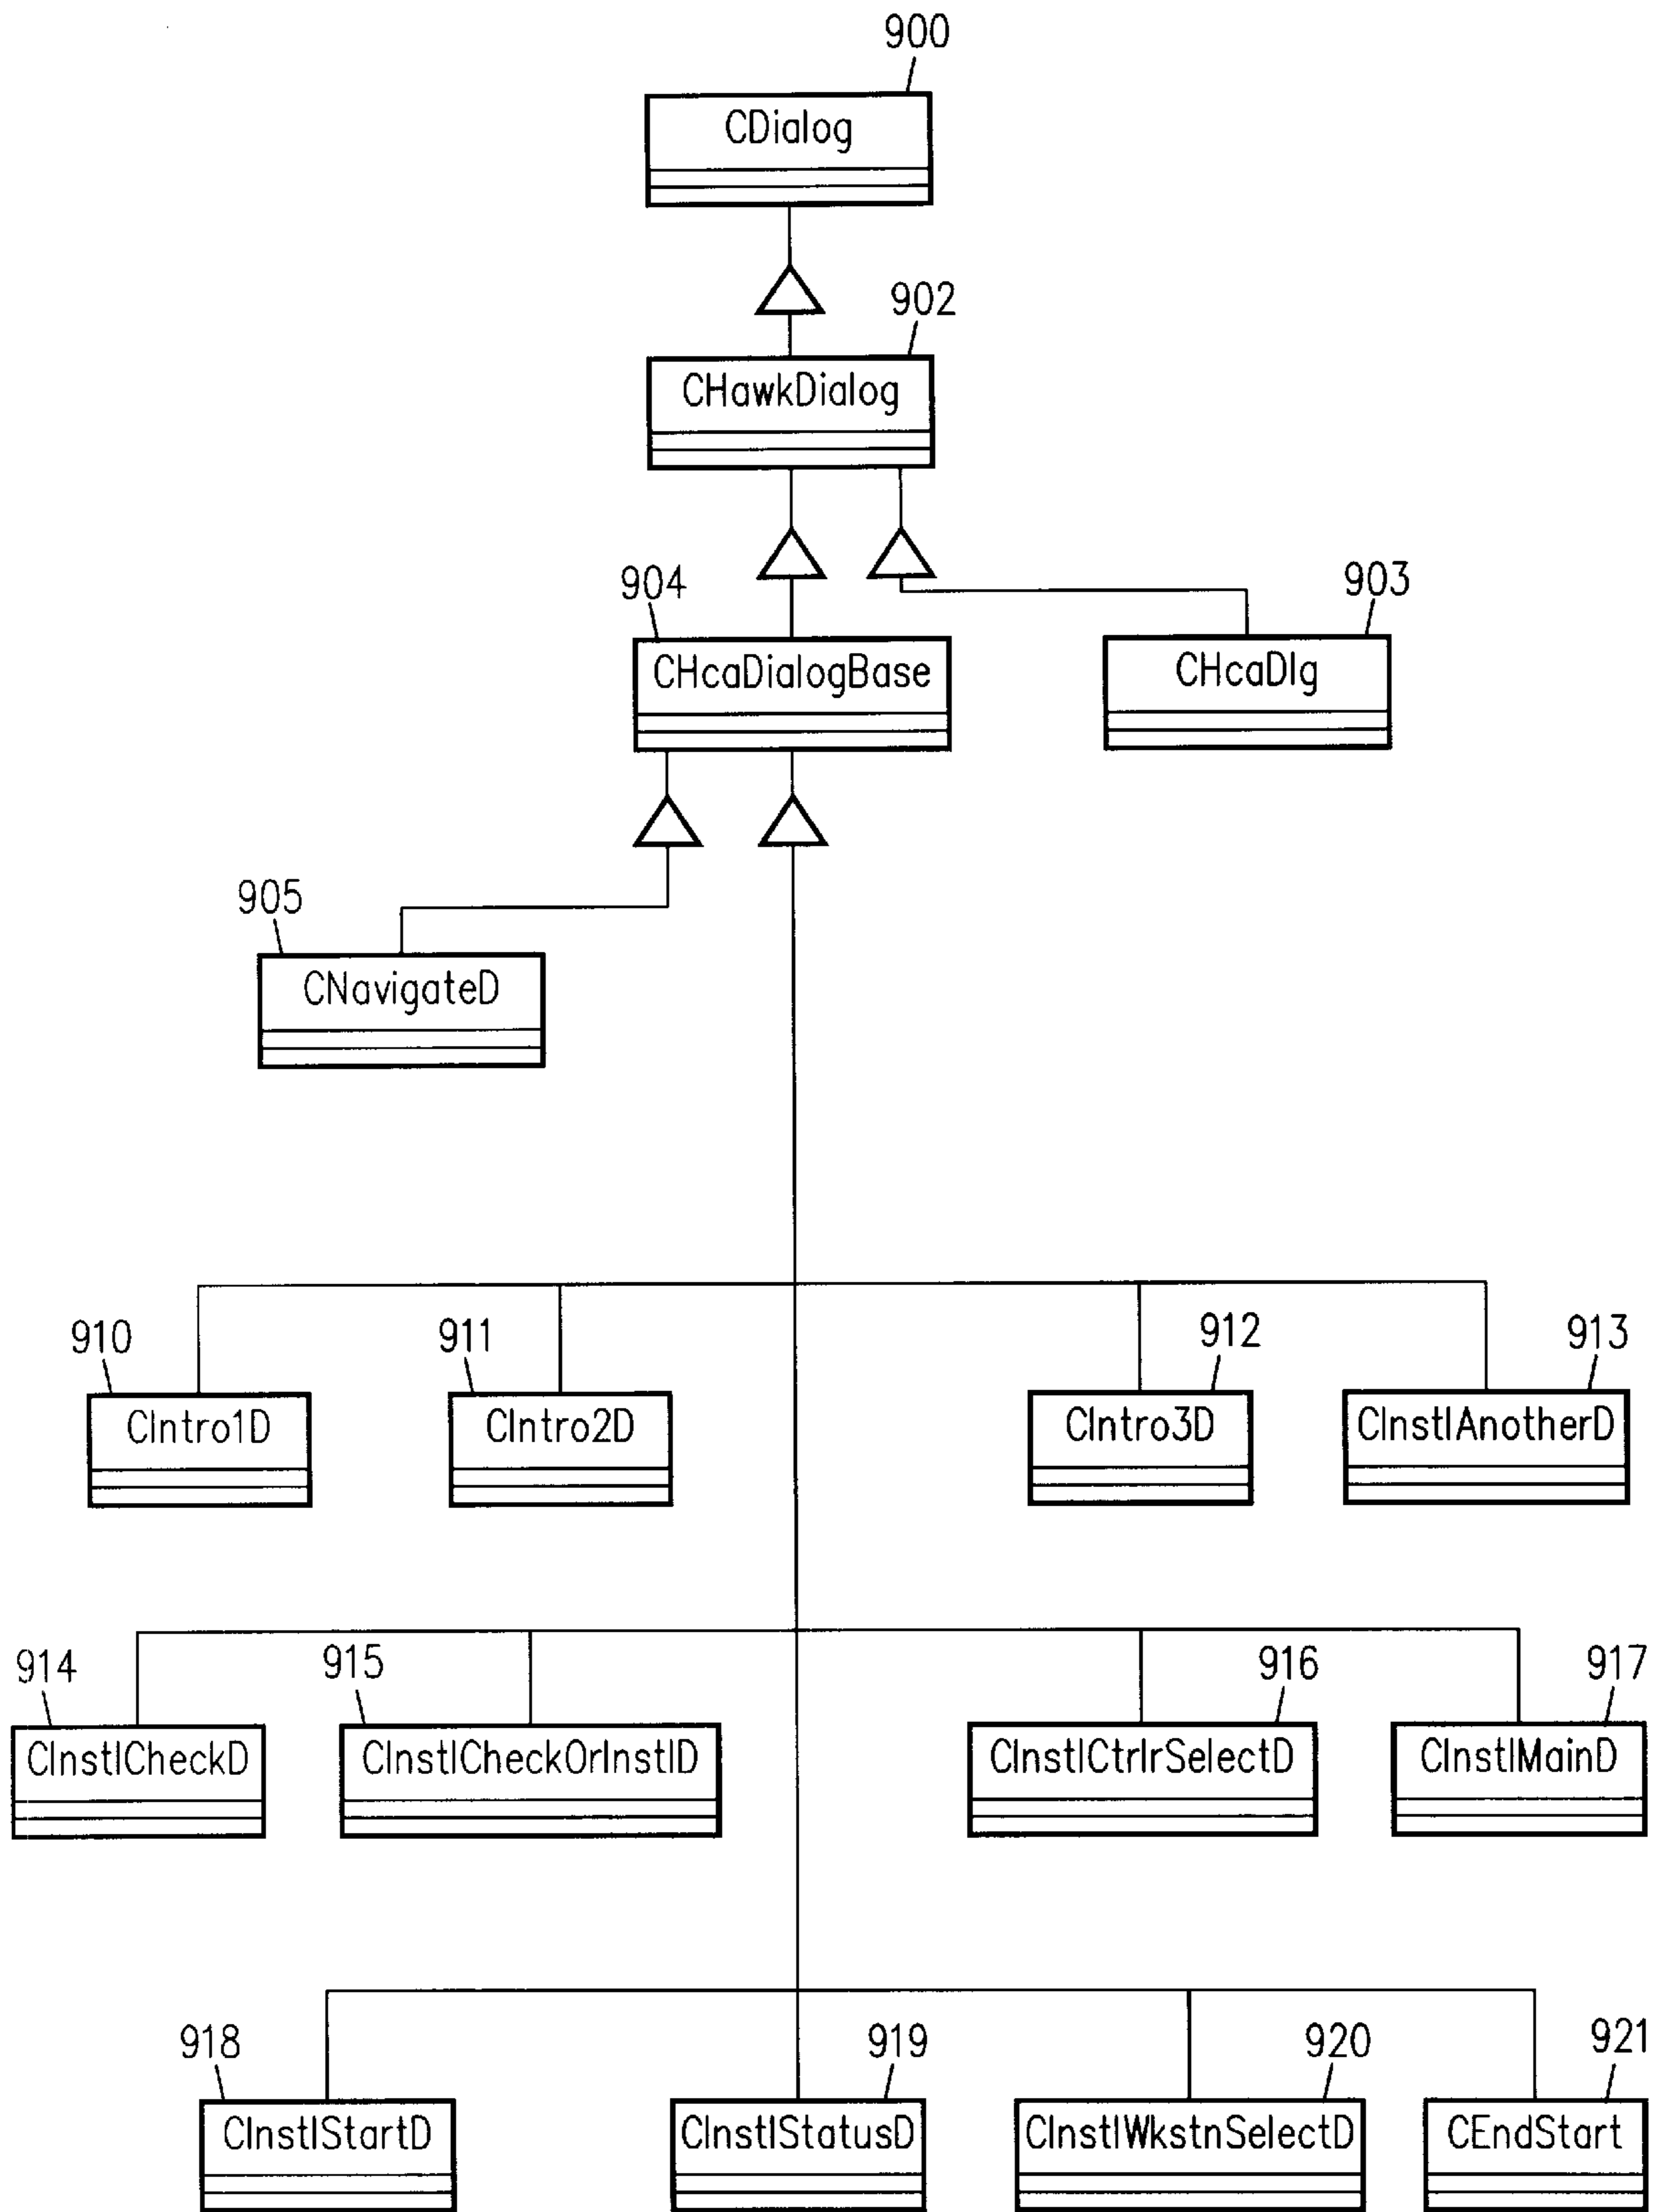 900
CDialog
902
CHawkDialog
904
903
CHcaDialogBase
CHcaDlg
905
CNavigateD
910
911
912
913
CIntro1D
CIntro2D
CIntro3D
CInstlAnotherD
914
915
916
917
CInstlCheckD
CInstlCheckOrInstlD
CInstlCtrlrSelectD
CInstlMainD
918
919
920
921
CInstlStartD
CInstlStatusD
CInstlWkstnSelectD
CEndStart